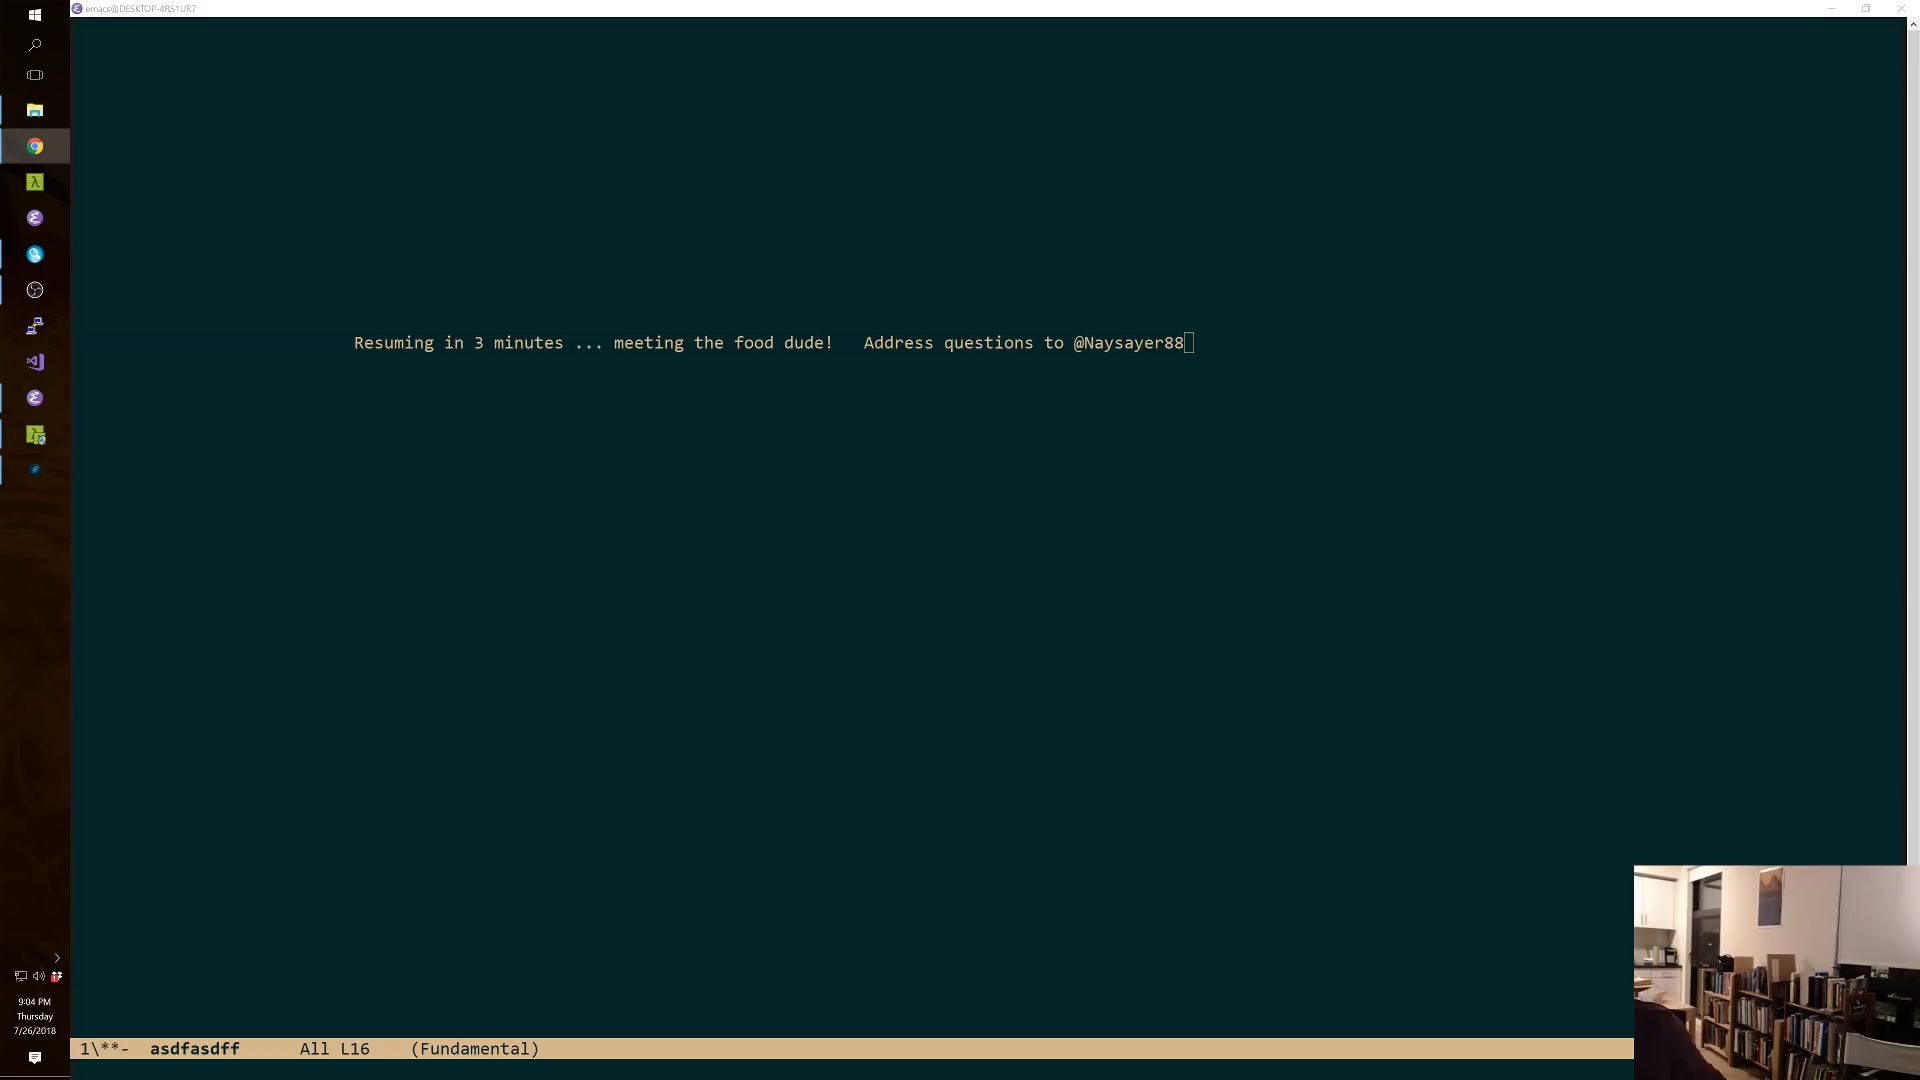 emacs@DESKTOP-4RS1UR7
Resuming in 3 minutes ... meeting the food dude!   Address questions to @Naysayer88
9:04 PM
Thursday
7/26/2018
1\**-  asdfasdff      All L16    (Fundamental)